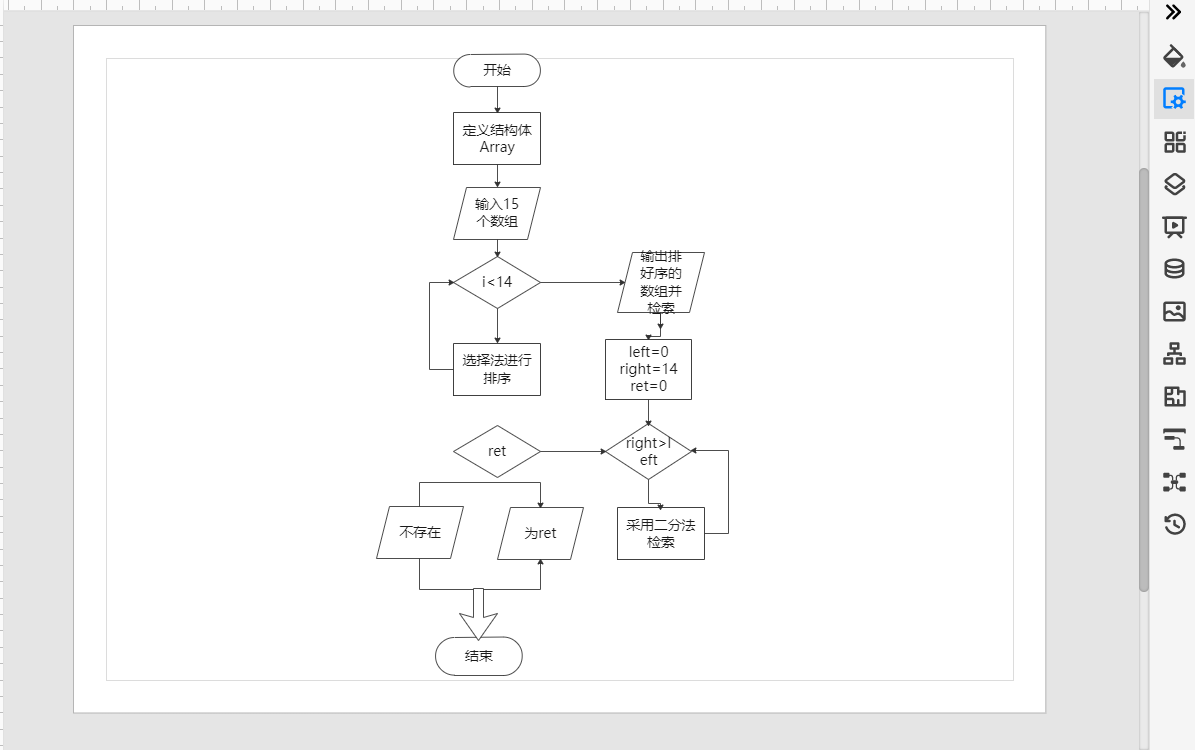 开始
定义结构体
Array
输入15
个数组
i<14
输出排
好序的
数组并
检索
选择法进行
排序
left=0
right=14
ret=0
ret
right>l
eft
不存在
为ret
采用二分法
检索
结束